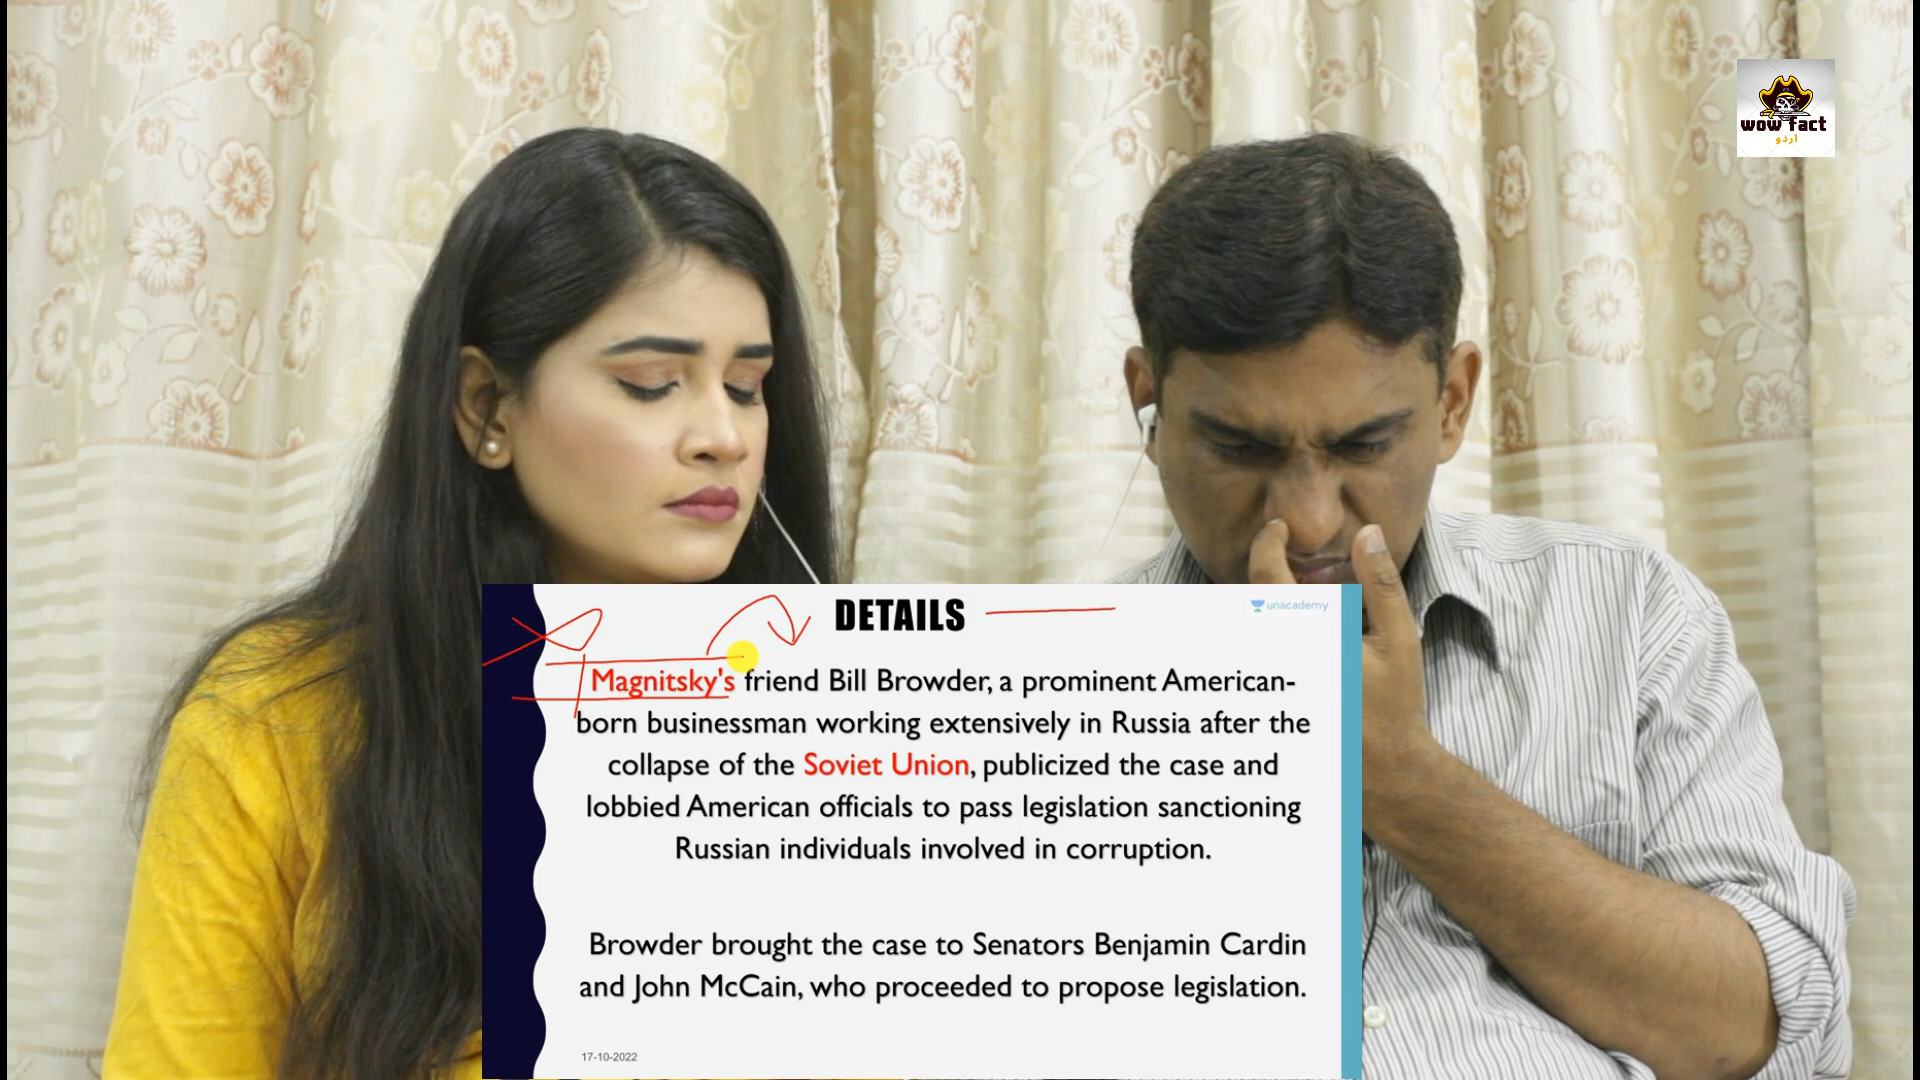 wow fact
اردو
DETAILS
unacademy
Magnitsky's friend Bill Browder, a prominent American-
born businessman working extensively in Russia after the
collapse of the Soviet Union, publicized the case and
lobbied American officials to pass legislation sanctioning
Russian individuals involved in corruption.
Browder brought the case to Senators Benjamin Cardin
and John McCain, who proceeded to propose legislation.
17-10-2022